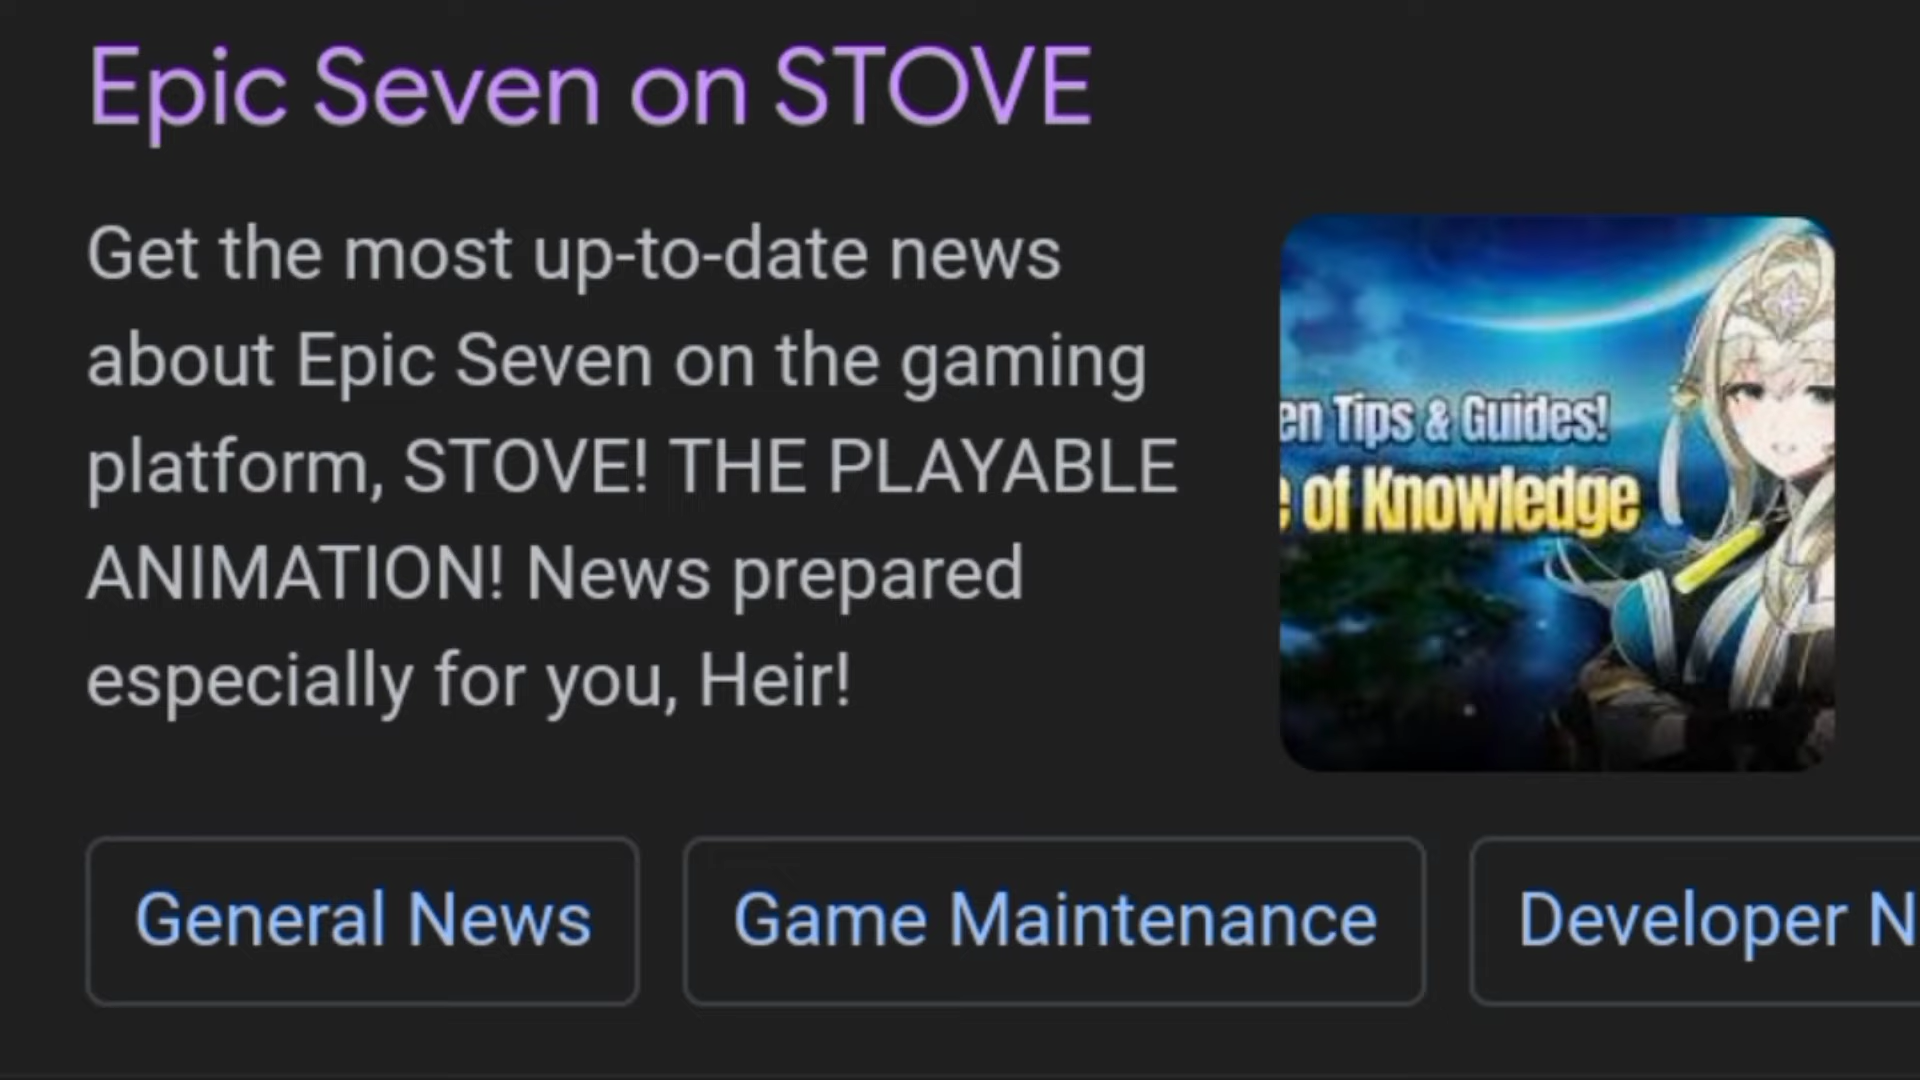 Epic Seven on STOVE
Get the most up-to-date news
about Epic Seven on the gaming
platform, STOVE! THE PLAYABLE
ANIMATION! News prepared
especially for you, Heir!
en Tips & Guides!
of Knowledge
General News
Game Maintenance
Developer N